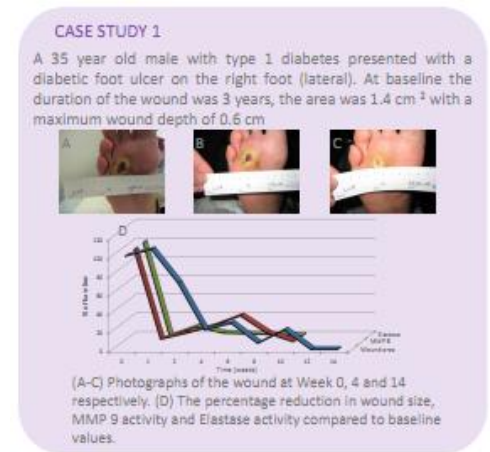 CASE STUDY 1
A 35 year old male with type 1 diabetes presented with a
diabetic foot ulcer on the right foot (lateral). At baseline the
duration of the wound was 3 years, the area was 1.4 cm ² with a
maximum wound depth of 0.6 cm
A B C
D
Time (weeks)
(A-C) Photographs of the wound at Week 0, 4 and 14
respectively. (D) The percentage reduction in wound size,
MMP 9 activity and Elastase activity compared to baseline
values.